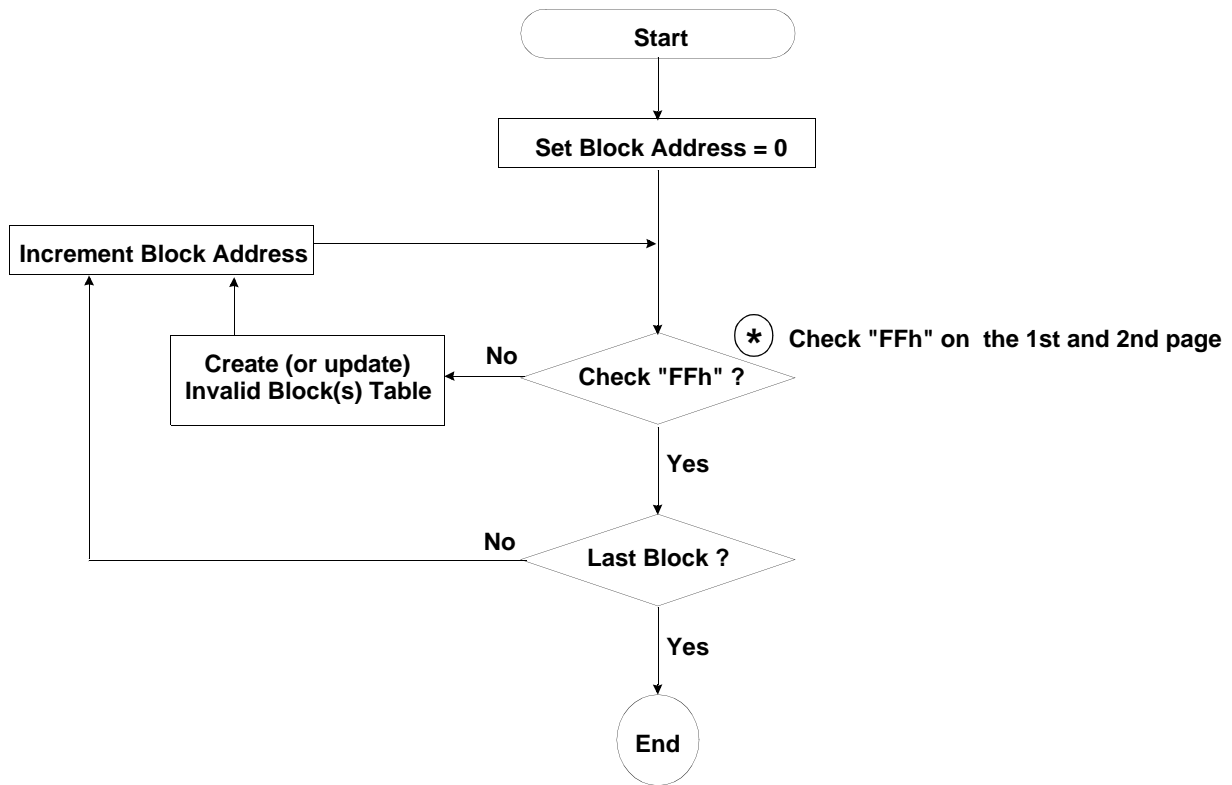 Start
Set Block Address = 0
Increment Block Address
* Check "FFh" on the 1st and 2nd page
No
Create (or update)
Invalid Block(s) Table
Check "FFh" ?
Yes
No
Last Block ?
Yes
End